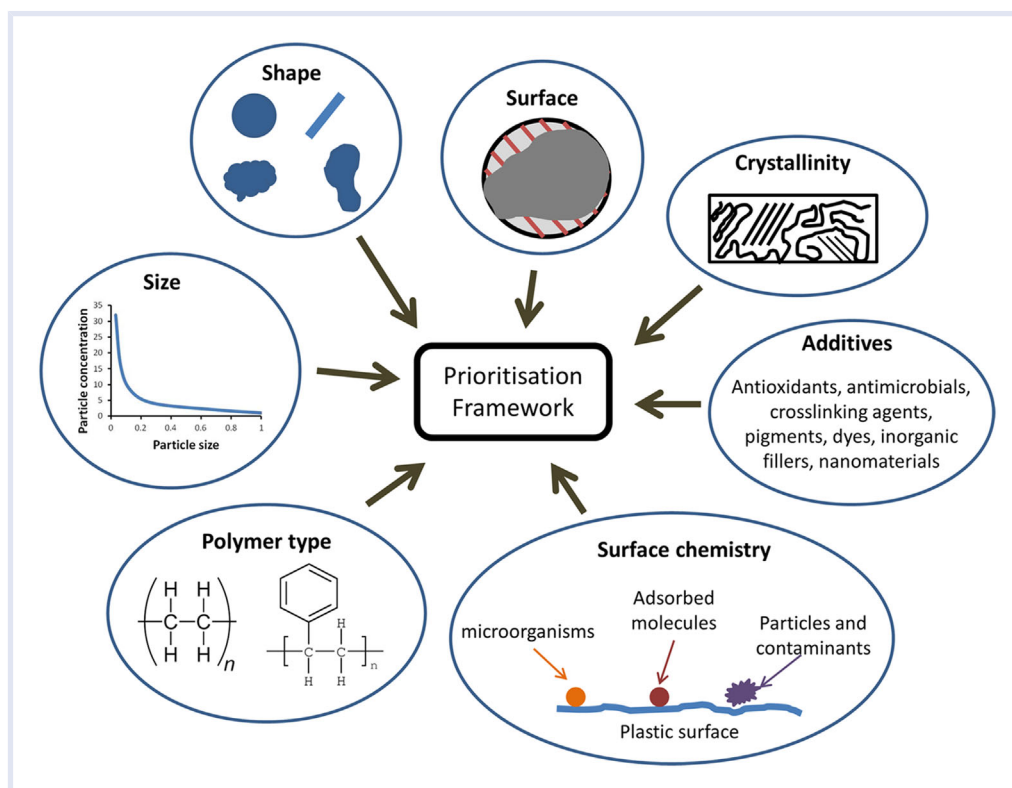 Shape
Surface
Crystallinity
Size
Particle concentration
35
30
25
20
15
10
5
0
0
0.2
0.4
0.6
0.8
1
Particle size
Prioritisation
Framework
Additives
Antioxidants, antimicrobials,
crosslinking agents,
pigments, dyes, inorganic
fillers, nanomaterials
Polymer type
H H
C C
H H
n
H
C C
n
H H
Surface chemistry
microorganisms
Adsorbed
molecules
Particles and
contaminants
Plastic surface